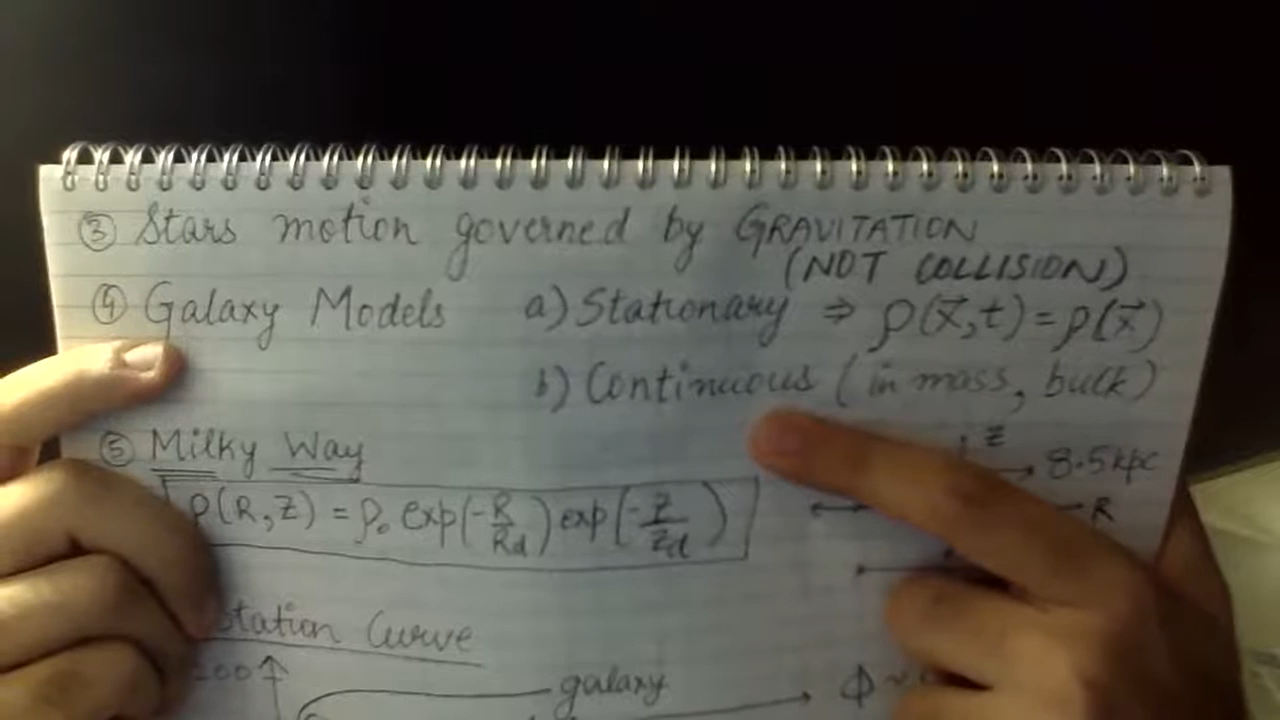 ③ Stars motion governed by GRAVITATION
(NOT COLLISION)
④ Galaxy Models a) Stationary ⇒ ρ(x⃗,t)=ρ(x⃗)
b) Continuous (in mass, bulk)
⑤ Milky Way
z
8.5kpc
ρ(R,Z) = ρ₀ exp(-R/Rd) exp(-Z/Zd)
R
Curve
200
galaxy
Φ